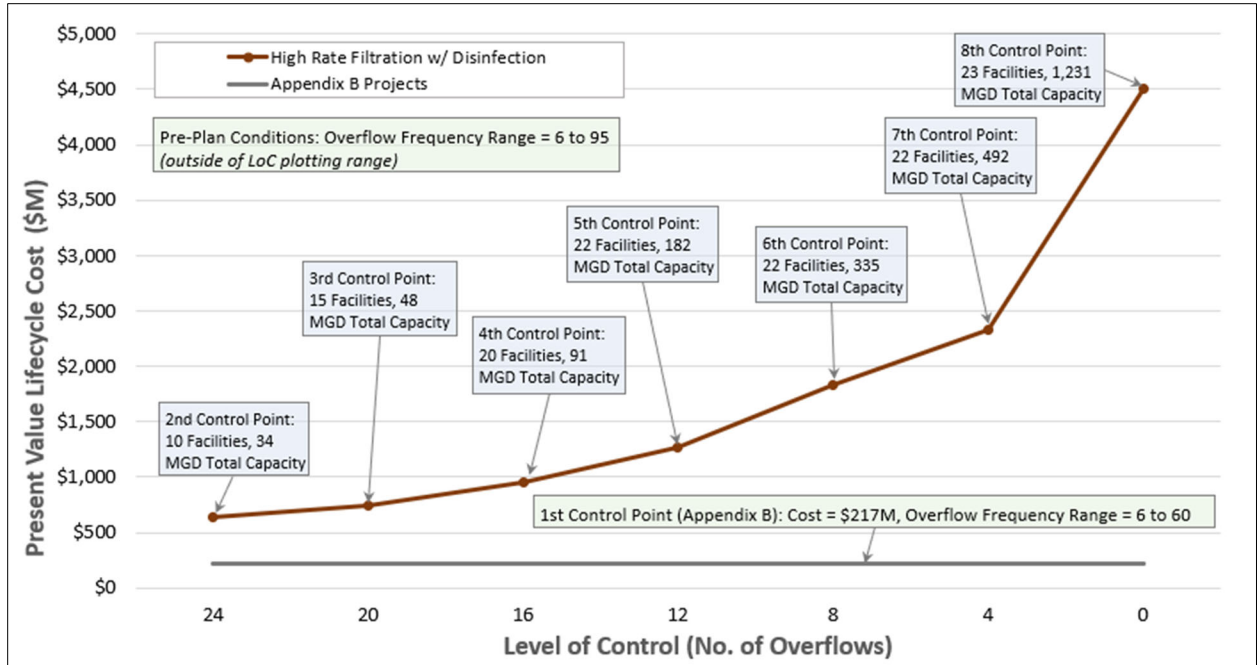 $5,000
$4,500
$4,000
$3,500
$3,000
$2,500
$2,000
$1,500
$1,000
$500
$0
Present Value Lifecycle Cost ($M)
High Rate Filtration w/ Disinfection
Appendix B Projects
Pre-Plan Conditions: Overflow Frequency Range = 6 to 95
(outside of LoC plotting range)
2nd Control Point:
10 Facilities, 34
MGD Total Capacity
3rd Control Point:
15 Facilities, 48
MGD Total Capacity
4th Control Point:
20 Facilities, 91
MGD Total Capacity
5th Control Point:
22 Facilities, 182
MGD Total Capacity
6th Control Point:
22 Facilities, 335
MGD Total Capacity
7th Control Point:
22 Facilities, 492
MGD Total Capacity
8th Control Point:
23 Facilities, 1,231
MGD Total Capacity
1st Control Point (Appendix B): Cost = $217M, Overflow Frequency Range = 6 to 60
24 20 16 12 8 4 0
Level of Control (No. of Overflows)